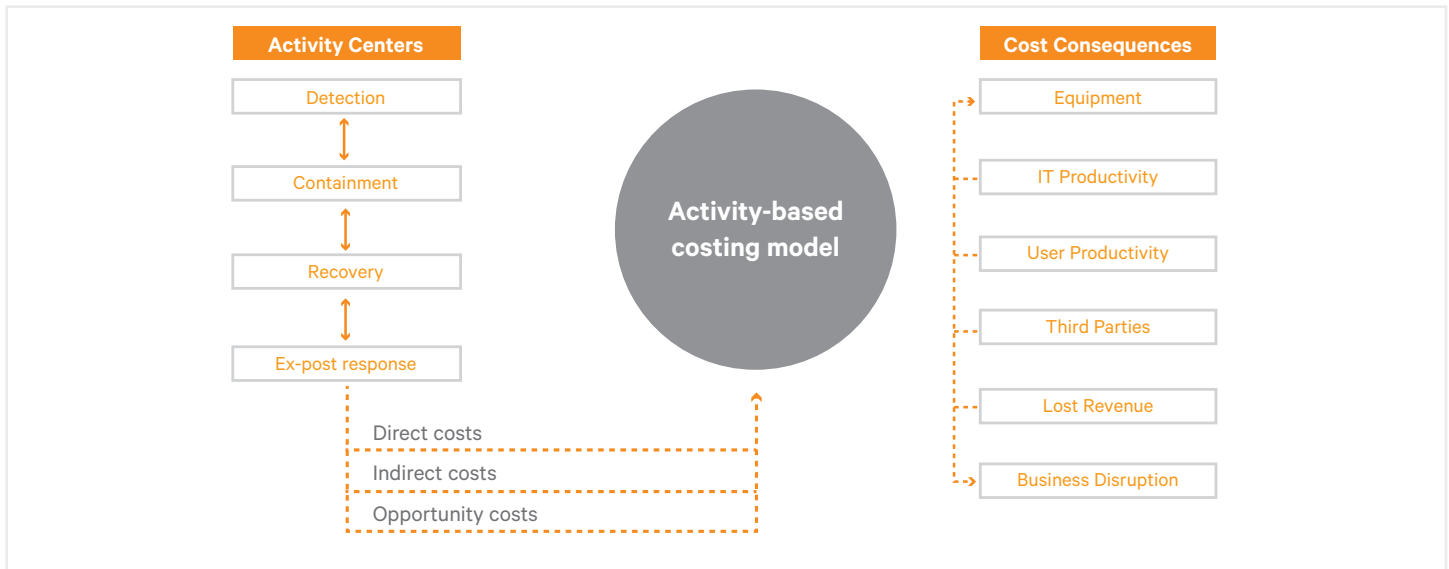 Activity Centers
Detection
Containment
Recovery
Ex-post response
Direct costs
Indirect costs
Opportunity costs
Activity-based
costing model
Cost Consequences
Equipment
IT Productivity
User Productivity
Third Parties
Lost Revenue
Business Disruption